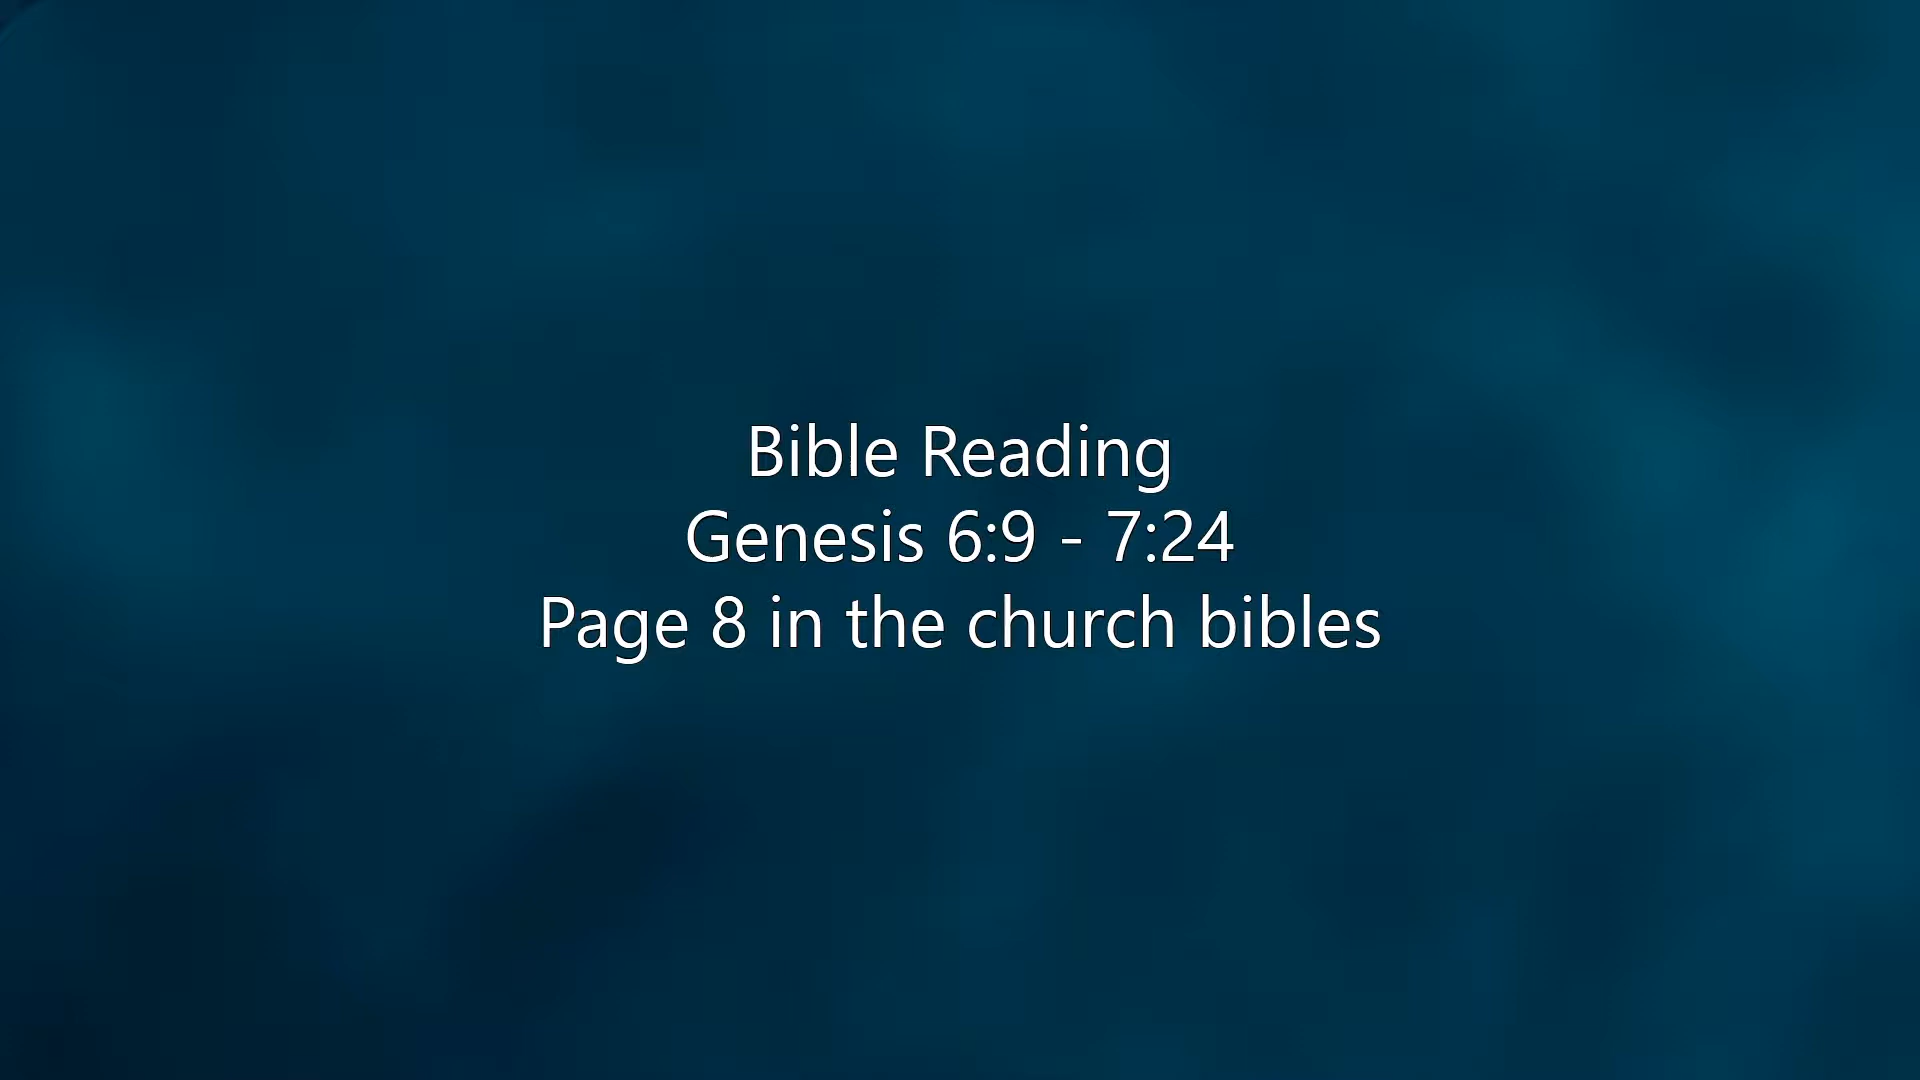 Bible Reading
Genesis 6:9 - 7:24
Page 8 in the church bibles